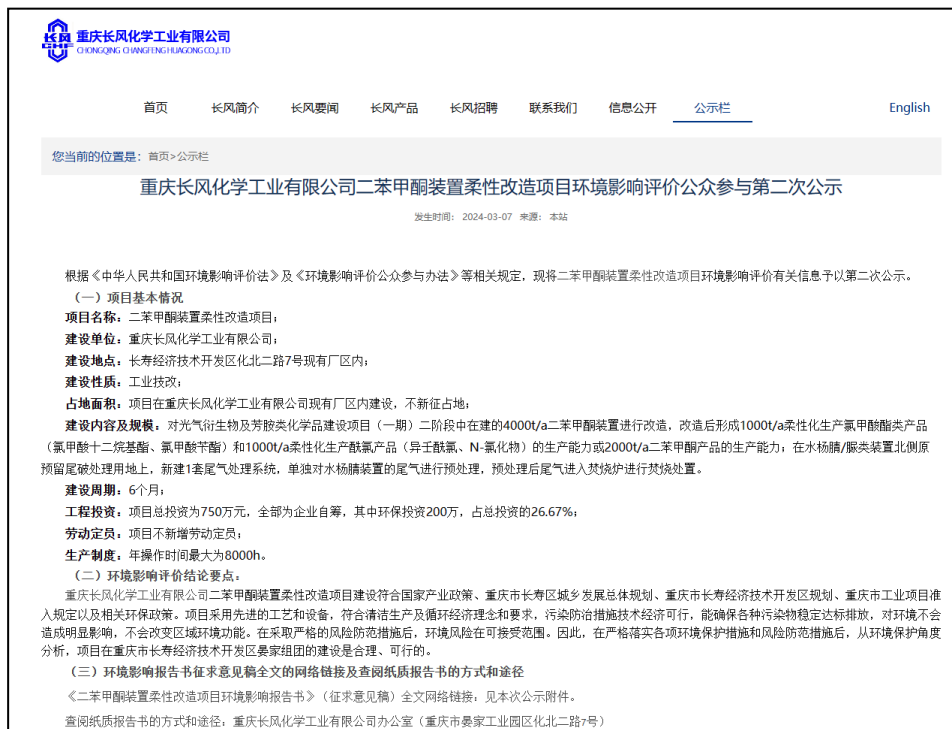 重庆长风化学工业有限公司
CHONGQING CHANGFENG HUAGONG CO.,LTD
首页 长风简介 长风要闻 长风产品 长风招聘 联系我们 信息公开 公示栏 English
您当前的位置是：首页>公示栏
重庆长风化学工业有限公司二苯甲酮装置柔性改造项目环境影响评价公众参与第二次公示
发生时间： 2024-03-07 来源： 本站
根据《中华人民共和国环境影响评价法》及《环境影响评价公众参与办法》等相关规定，现将二苯甲酮装置柔性改造项目环境影响评价有关信息予以第二次公示。
（一）项目基本情况
项目名称：二苯甲酮装置柔性改造项目；
建设单位：重庆长风化学工业有限公司；
建设地点：长寿经济技术开发区化北二路7号现有厂区内；
建设性质：工业技改；
占地面积：项目在重庆长风化学工业有限公司现有厂区内建设，不新征占地；
建设内容及规模：对光气衍生物及芳胺类化学品建设项目（一期）二阶段中在建的4000t/a二苯甲酮装置进行改造，改造后形成1000t/a柔性化生产氯甲酸酯类产品
（氯甲酸十二烷基酯、氯甲酸苄酯）和1000t/a柔性化生产酰氯产品（异壬酰氯、N-氯化物）的生产能力或2000t/a二苯甲酮产品的生产能力；在水杨腈/脲类装置北侧原
预留尾破处理用地上，新建1套尾气处理系统，单独对水杨腈装置的尾气进行预处理，预处理后尾气进入焚烧炉进行焚烧处置。
建设周期：6个月；
工程投资：项目总投资为750万元，全部为企业自筹，其中环保投资200万，占总投资的26.67%；
劳动定员：项目不新增劳动定员；
生产制度：年操作时间最大为8000h。
（二）环境影响评价结论要点：
重庆长风化学工业有限公司二苯甲酮装置柔性改造项目建设符合国家产业政策、重庆市长寿区城乡发展总体规划、重庆市长寿经济技术开发区规划、重庆市工业项目准
入规定以及相关环保政策。项目采用先进的工艺和设备，符合清洁生产及循环经济理念和要求，污染防治措施技术经济可行，能确保各种污染物稳定达标排放，对环境不会
造成明显影响，不会改变区域环境功能。在采取严格的风险防范措施后，环境风险在可接受范围。因此，在严格落实各项环境保护措施和风险防范措施后，从环境保护角度
分析，项目在重庆市长寿经济技术开发区晏家组团的建设是合理、可行的。
（三）环境影响报告书征求意见稿全文的网络链接及查阅纸质报告书的方式和途径
《二苯甲酮装置柔性改造项目环境影响报告书》（征求意见稿）全文网络链接：见本次公示附件。
查阅纸质报告书的方式和途径：重庆长风化学工业有限公司办公室（重庆市晏家工业园区化北二路7号）